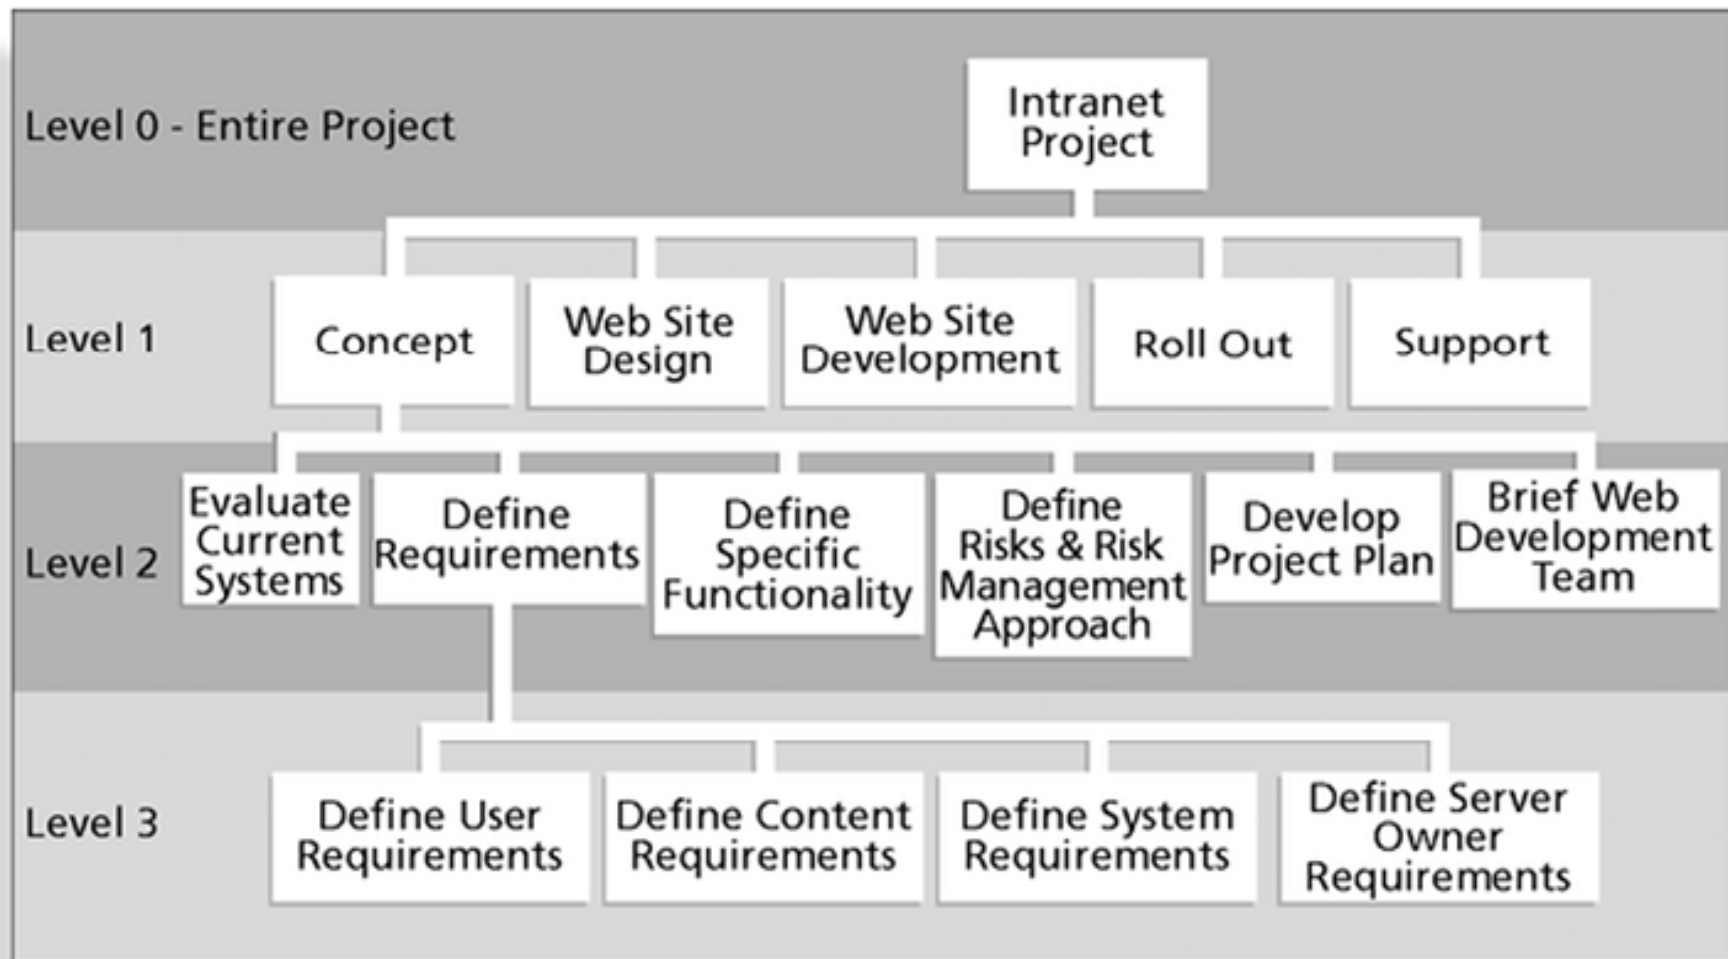 Level 0 - Entire Project
Intranet
Project
Level 1
Concept
Web Site
Design
Web Site
Development
Roll Out
Support
Level 2
Evaluate
Current
Systems
Define
Requirements
Define
Specific
Functionality
Define
Risks & Risk
Management
Approach
Develop
Project Plan
Brief Web
Development
Team
Level 3
Define User
Requirements
Define Content
Requirements
Define System
Requirements
Define Server
Owner
Requirements